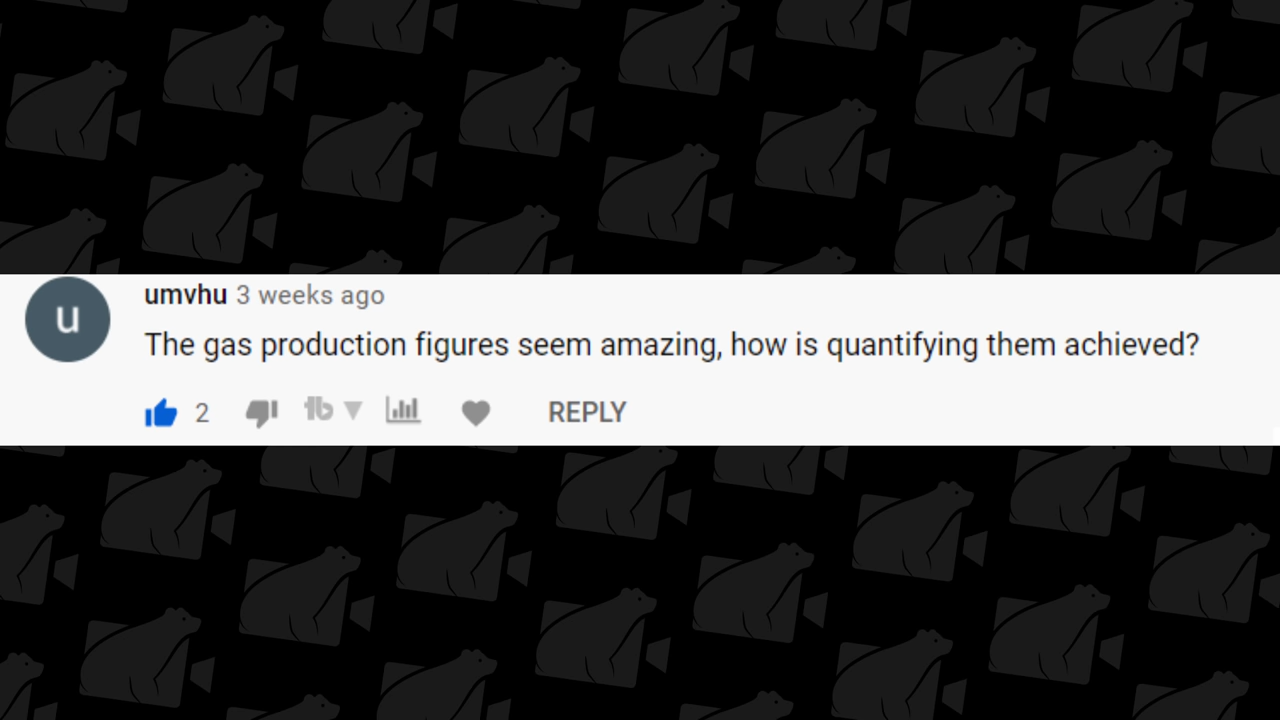 u
umvhu 3 weeks ago
The gas production figures seem amazing, how is quantifying them achieved?
2 REPLY